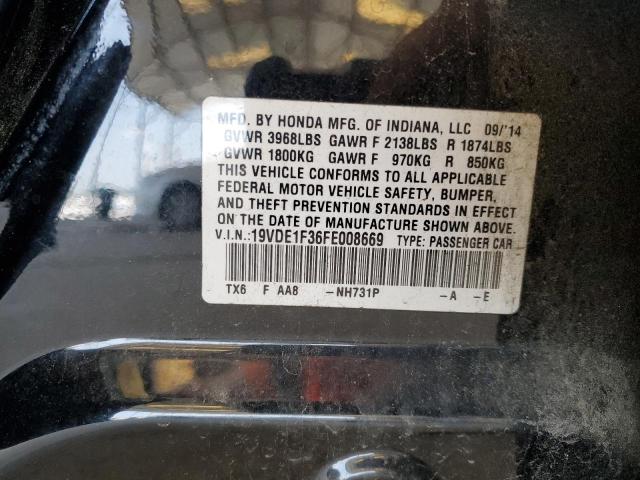 MFD. BY HONDA MFG. OF INDIANA, LLC 09/'14
GVWR 3968LBS GAWR F 2138LBS R 1874LBS
GVWR 1800KG GAWR F 970KG R 850KG
THIS VEHICLE CONFORMS TO ALL APPLICABLE
FEDERAL MOTOR VEHICLE SAFETY, BUMPER,
AND THEFT PREVENTION STANDARDS IN EFFECT
ON THE DATE OF MANUFACTURE SHOWN ABOVE.
V.I.N.:19VDE1F36FE008669 TYPE: PASSENGER CAR
TX6 F AA8 -NH731P -A -E